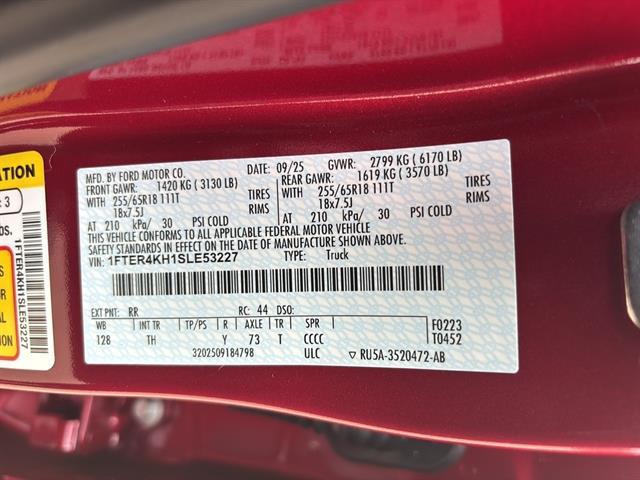 MFD. BY FORD MOTOR CO.
DATE: 09/25 GVWR: 2799 KG ( 6170 LB)
FRONT GAWR: 1420 KG ( 3130 LB)
REAR GAWR: 1619 KG ( 3570 LB)
WITH 255/65R18 111T TIRES
WITH 255/65R18 111T TIRES
18x7.5J RIMS
18x7.5J RIMS
AT 210 kPa/ 30 PSI COLD
AT 210 kPa/ 30 PSI COLD
THIS VEHICLE CONFORMS TO ALL APPLICABLE FEDERAL MOTOR VEHICLE
SAFETY STANDARDS IN EFFECT ON THE DATE OF MANUFACTURE SHOWN ABOVE.
VIN: 1FTER4KH1SLE53227 TYPE: Truck
EXT PNT: RR RC: 44 DSO:
WB INT TR TP/PS R AXLE TR SPR F0223
128 TH Y 73 T CCCC T0452
3202509184798 ULC ▽ RU5A-3520472-AB
ATION
: 3
lbs.
1FTER4KH1SLE53227